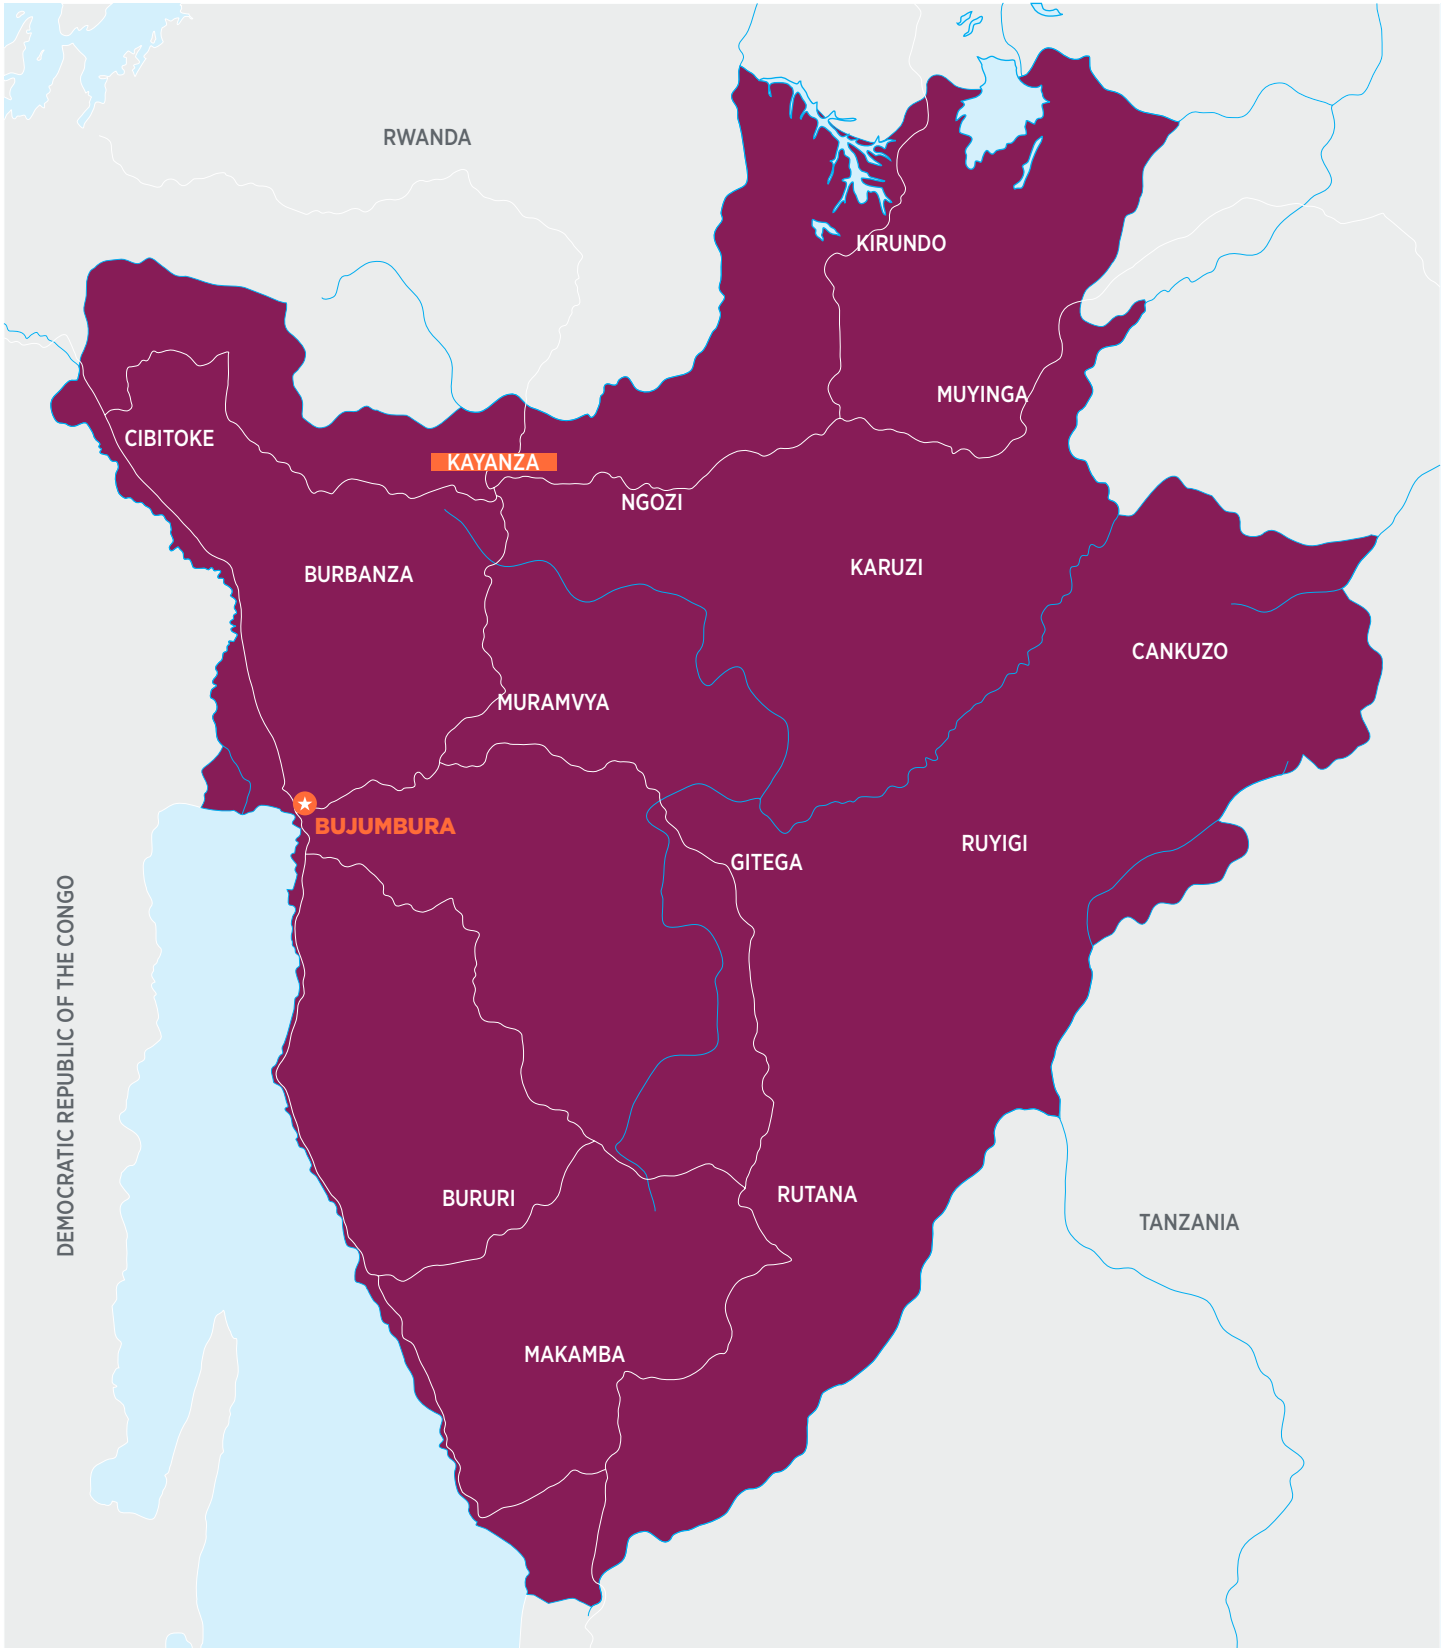 RWANDA
KIRUNDO
MUYINGA
CIBITOKE
KAYANZA
NGOZI
BURBANZA
KARUZI
CANKUZO
MURAMVYA
BUJUMBURA
GITEGA
RUYIGI
DEMOCRATIC REPUBLIC OF THE CONGO
BURURI
RUTANA
TANZANIA
MAKAMBA